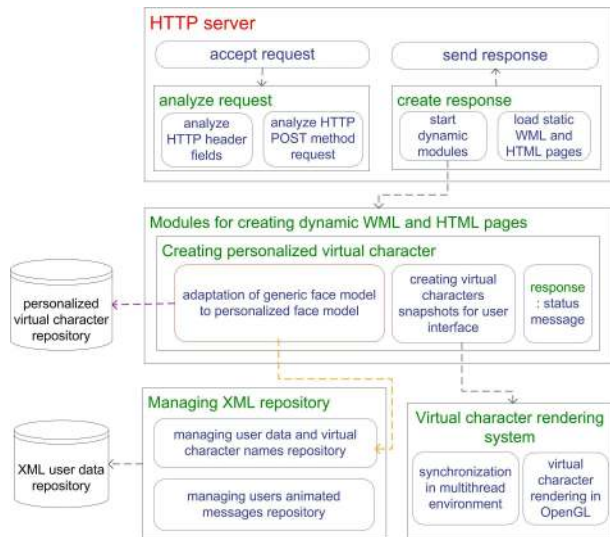 HTTP server
accept request
send response
analyze request
analyze
HTTP header
fields
analyze HTTP
POST method
request
create response
start
dynamic
modules
load static
WML and
HTML pages
Modules for creating dynamic WML and HTML pages
Creating personalized virtual character
adaptation of generic face model
to personalized face model
creating virtual
characters
snapshots for user
interface
response
: status
message
personalized
virtual character
repository
Managing XML repository
managing user data and virtual
character names repository
managing users animated
messages repository
XML user data
repository
Virtual character rendering
system
synchronization
in multithread
environment
virtual
character
rendering in
OpenGL